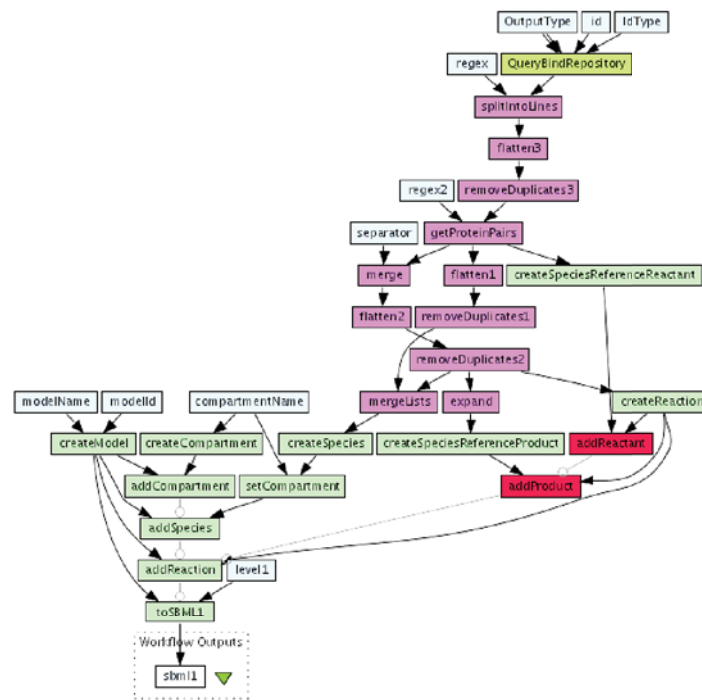 OutputType id IdType
regex QueryBindRepository
splitIntoLines
flatten3
regex2 removeDuplicates3
separator getProteinPairs
merge flatten1 createSpeciesReferenceReactant
flatten2 removeDuplicates1
removeDuplicates2
modelName modelId compartmentName mergeLists expand createReaction
createModel createCompartment createSpecies createSpeciesReferenceProduct addReactant
addCompartment setCompartment addProduct
addSpecies
addReaction level1
toSBML1
Workflow Outputs
sbml1